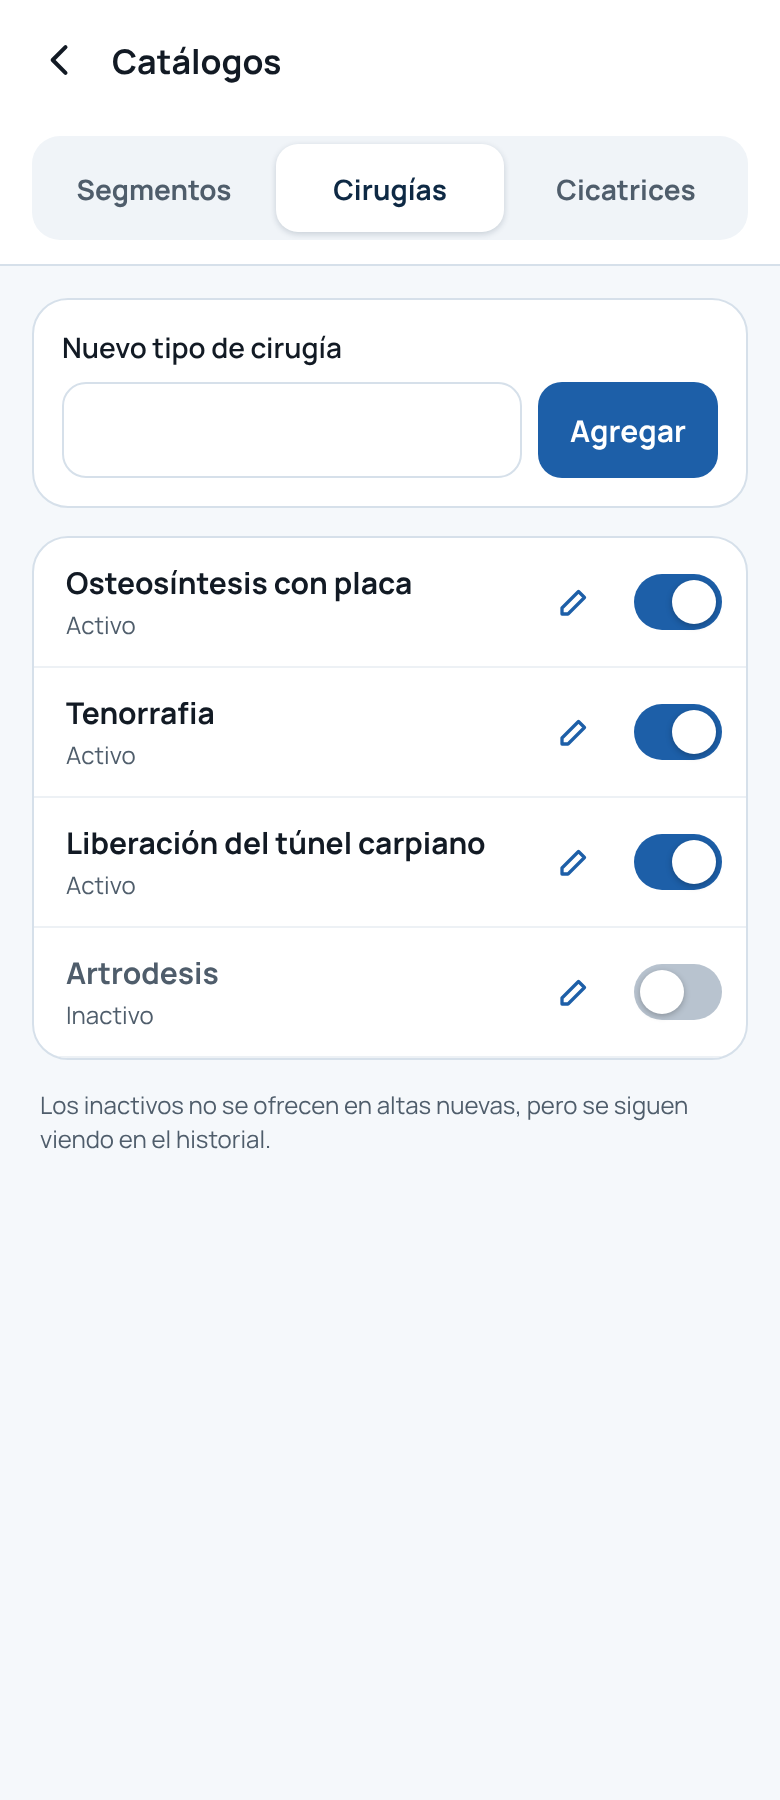 Catálogos
Segmentos
Cirugías
Cicatrices
Nuevo tipo de cirugía
Agregar
Osteosíntesis con placa
Activo
Tenorrafia
Activo
Liberación del túnel carpiano
Activo
Artrodesis
Inactivo
Los inactivos no se ofrecen en altas nuevas, pero se siguen
viendo en el historial.